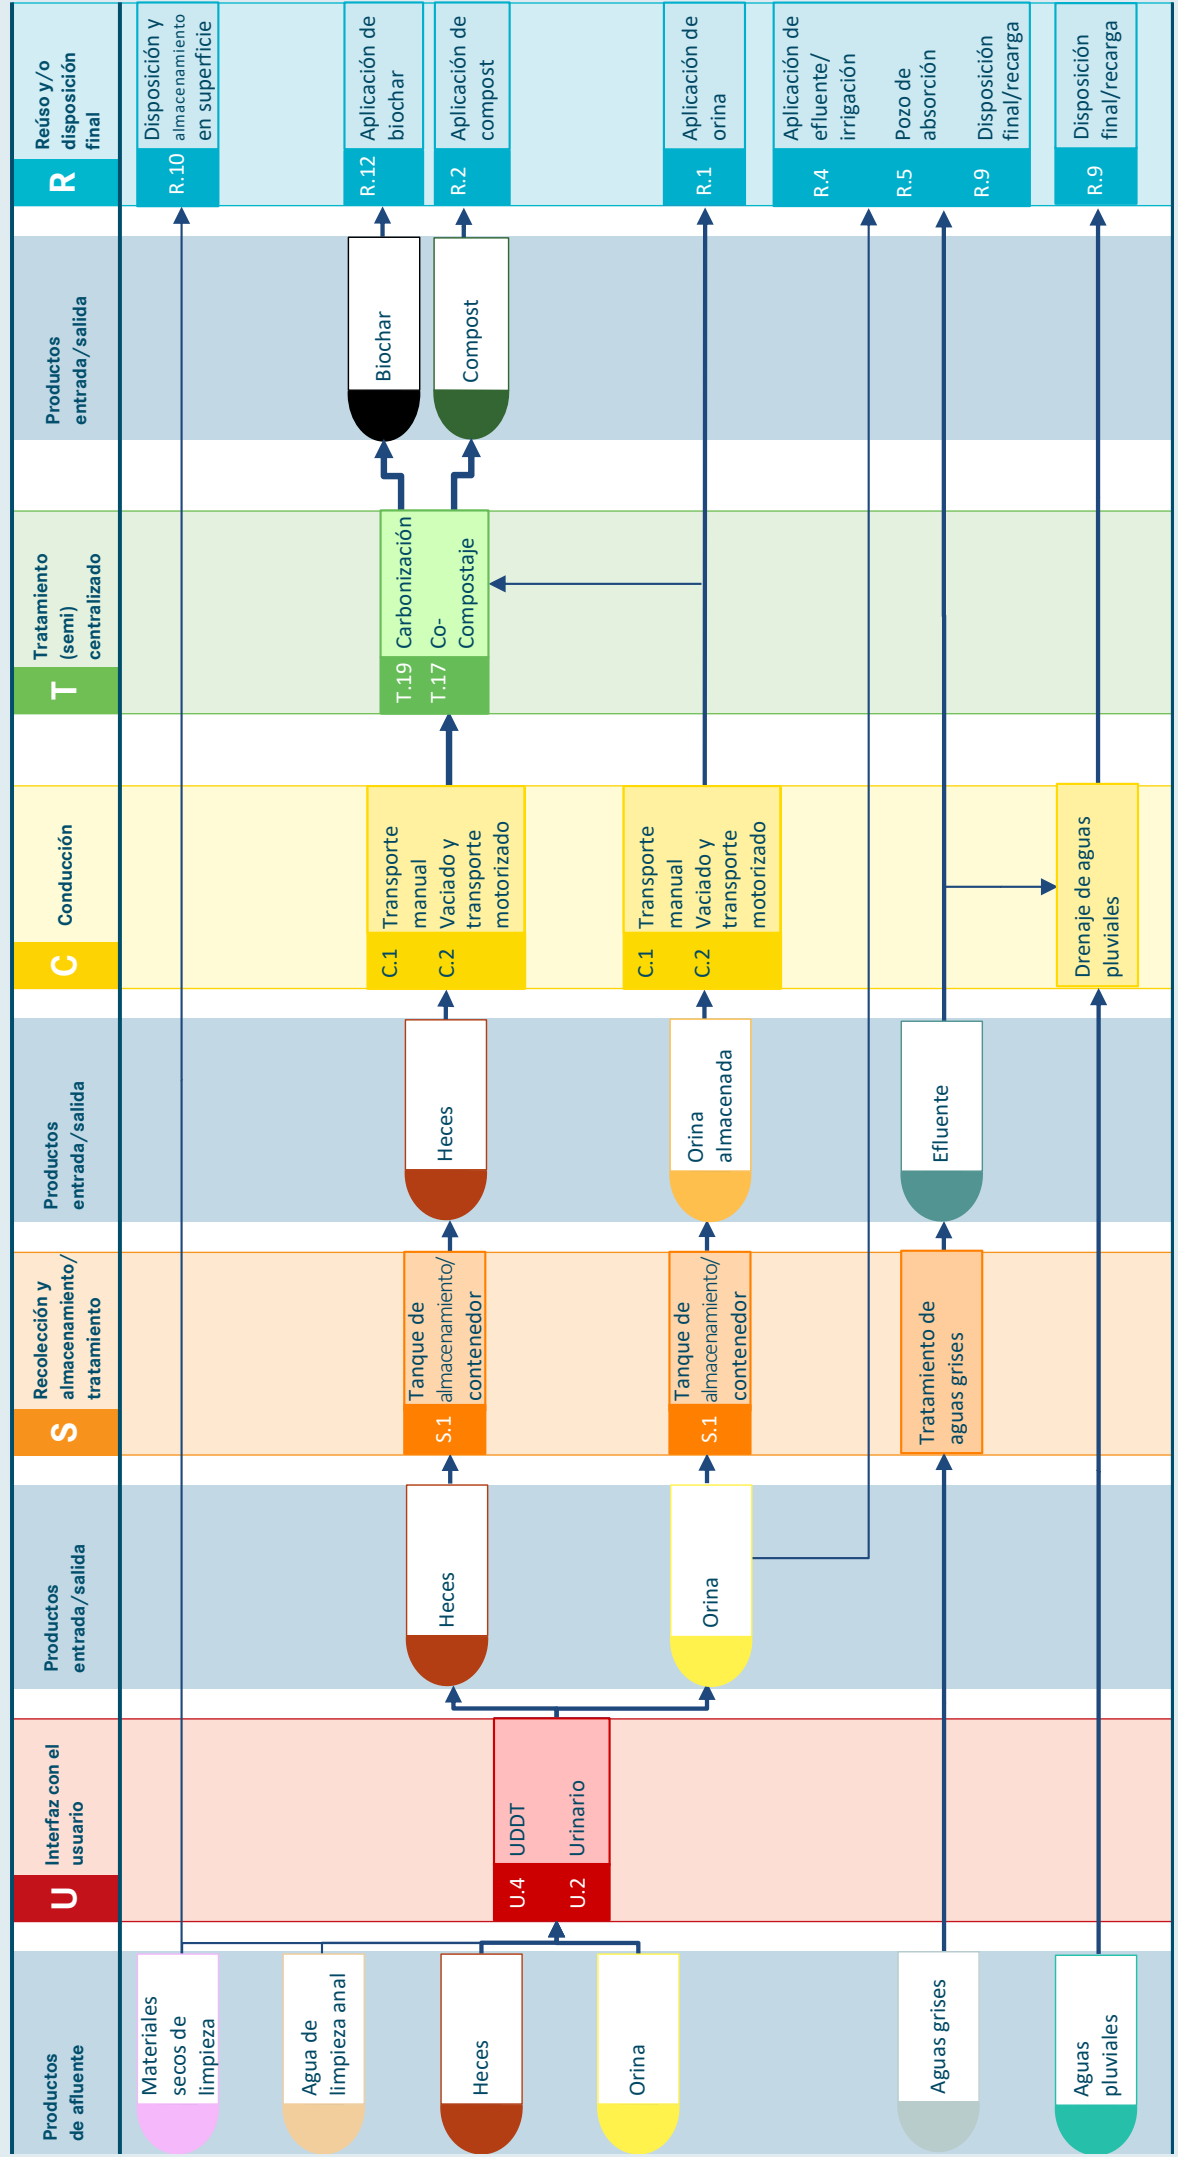 Productos
de afluente
U
Interfaz con el
usuario
Productos
entrada/salida
S
Recolección y
almacenamiento/
tratamiento
Productos
entrada/salida
C
Conducción
T
Tratamiento
(semi)
centralizado
Productos
entrada/salida
R
Reúso y/o
disposición
final
Materiales
secos de
limpieza
Agua de
limpieza anal
Heces
Orina
Aguas grises
Aguas
pluviales
U.4 UDDT
U.2 Urinario
Heces
Orina
S.1
Tanque de
almacenamiento/
contenedor
S.1
Tanque de
almacenamiento/
contenedor
Tratamiento de
aguas grises
Heces
Orina
almacenada
Efluente
C.1 Transporte
manual
C.2 Vaciado y
transporte
motorizado
C.1 Transporte
manual
C.2 Vaciado y
transporte
motorizado
Drenaje de aguas
pluviales
T.19 Carbonización
T.17 Co-
Compostaje
Biochar
Compost
R.10
Disposición y
almacenamiento
en superficie
R.12 Aplicación de
biochar
R.2 Aplicación de
compost
R.1 Aplicación de
orina
R.4
Aplicación de
efluente/
irrigación
R.5 Pozo de
absorción
R.9 Disposición
final/recarga
R.9 Disposición
final/recarga